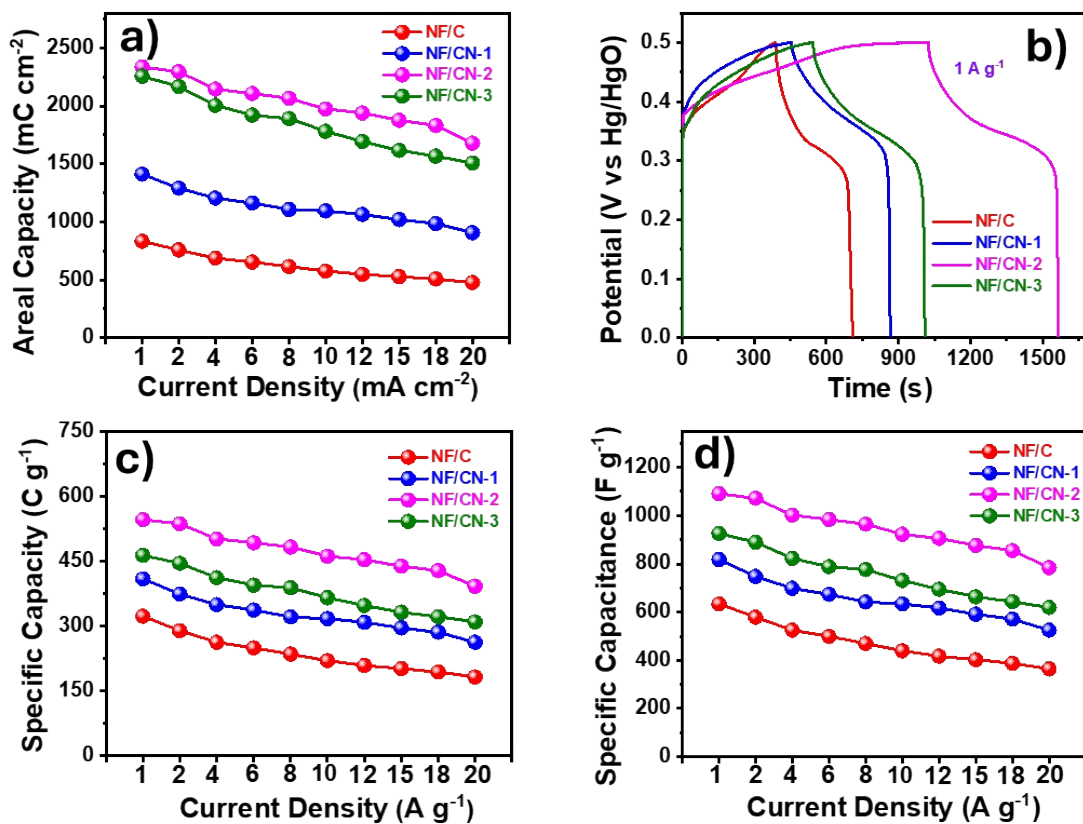 a)
NF/C
NF/CN-1
NF/CN-2
NF/CN-3
Areal Capacity (mC cm⁻²)
2500
2000
1500
1000
500
0
1 2 4 6 8 10 12 15 18 20
Current Density (mA cm⁻²)
b)
1 A g⁻¹
NF/C
NF/CN-1
NF/CN-2
NF/CN-3
Potential (V vs Hg/HgO)
0.5
0.4
0.3
0.2
0.1
0.0
0 300 600 900 1200 1500
Time (s)
c)
NF/C
NF/CN-1
NF/CN-2
NF/CN-3
Specific Capacity (C g⁻¹)
750
600
450
300
150
0
1 2 4 6 8 10 12 15 18 20
Current Density (A g⁻¹)
d)
NF/C
NF/CN-1
NF/CN-2
NF/CN-3
Specific Capacitance (F g⁻¹)
1200
1000
800
600
400
200
0
1 2 4 6 8 10 12 15 18 20
Current Density (A g⁻¹)